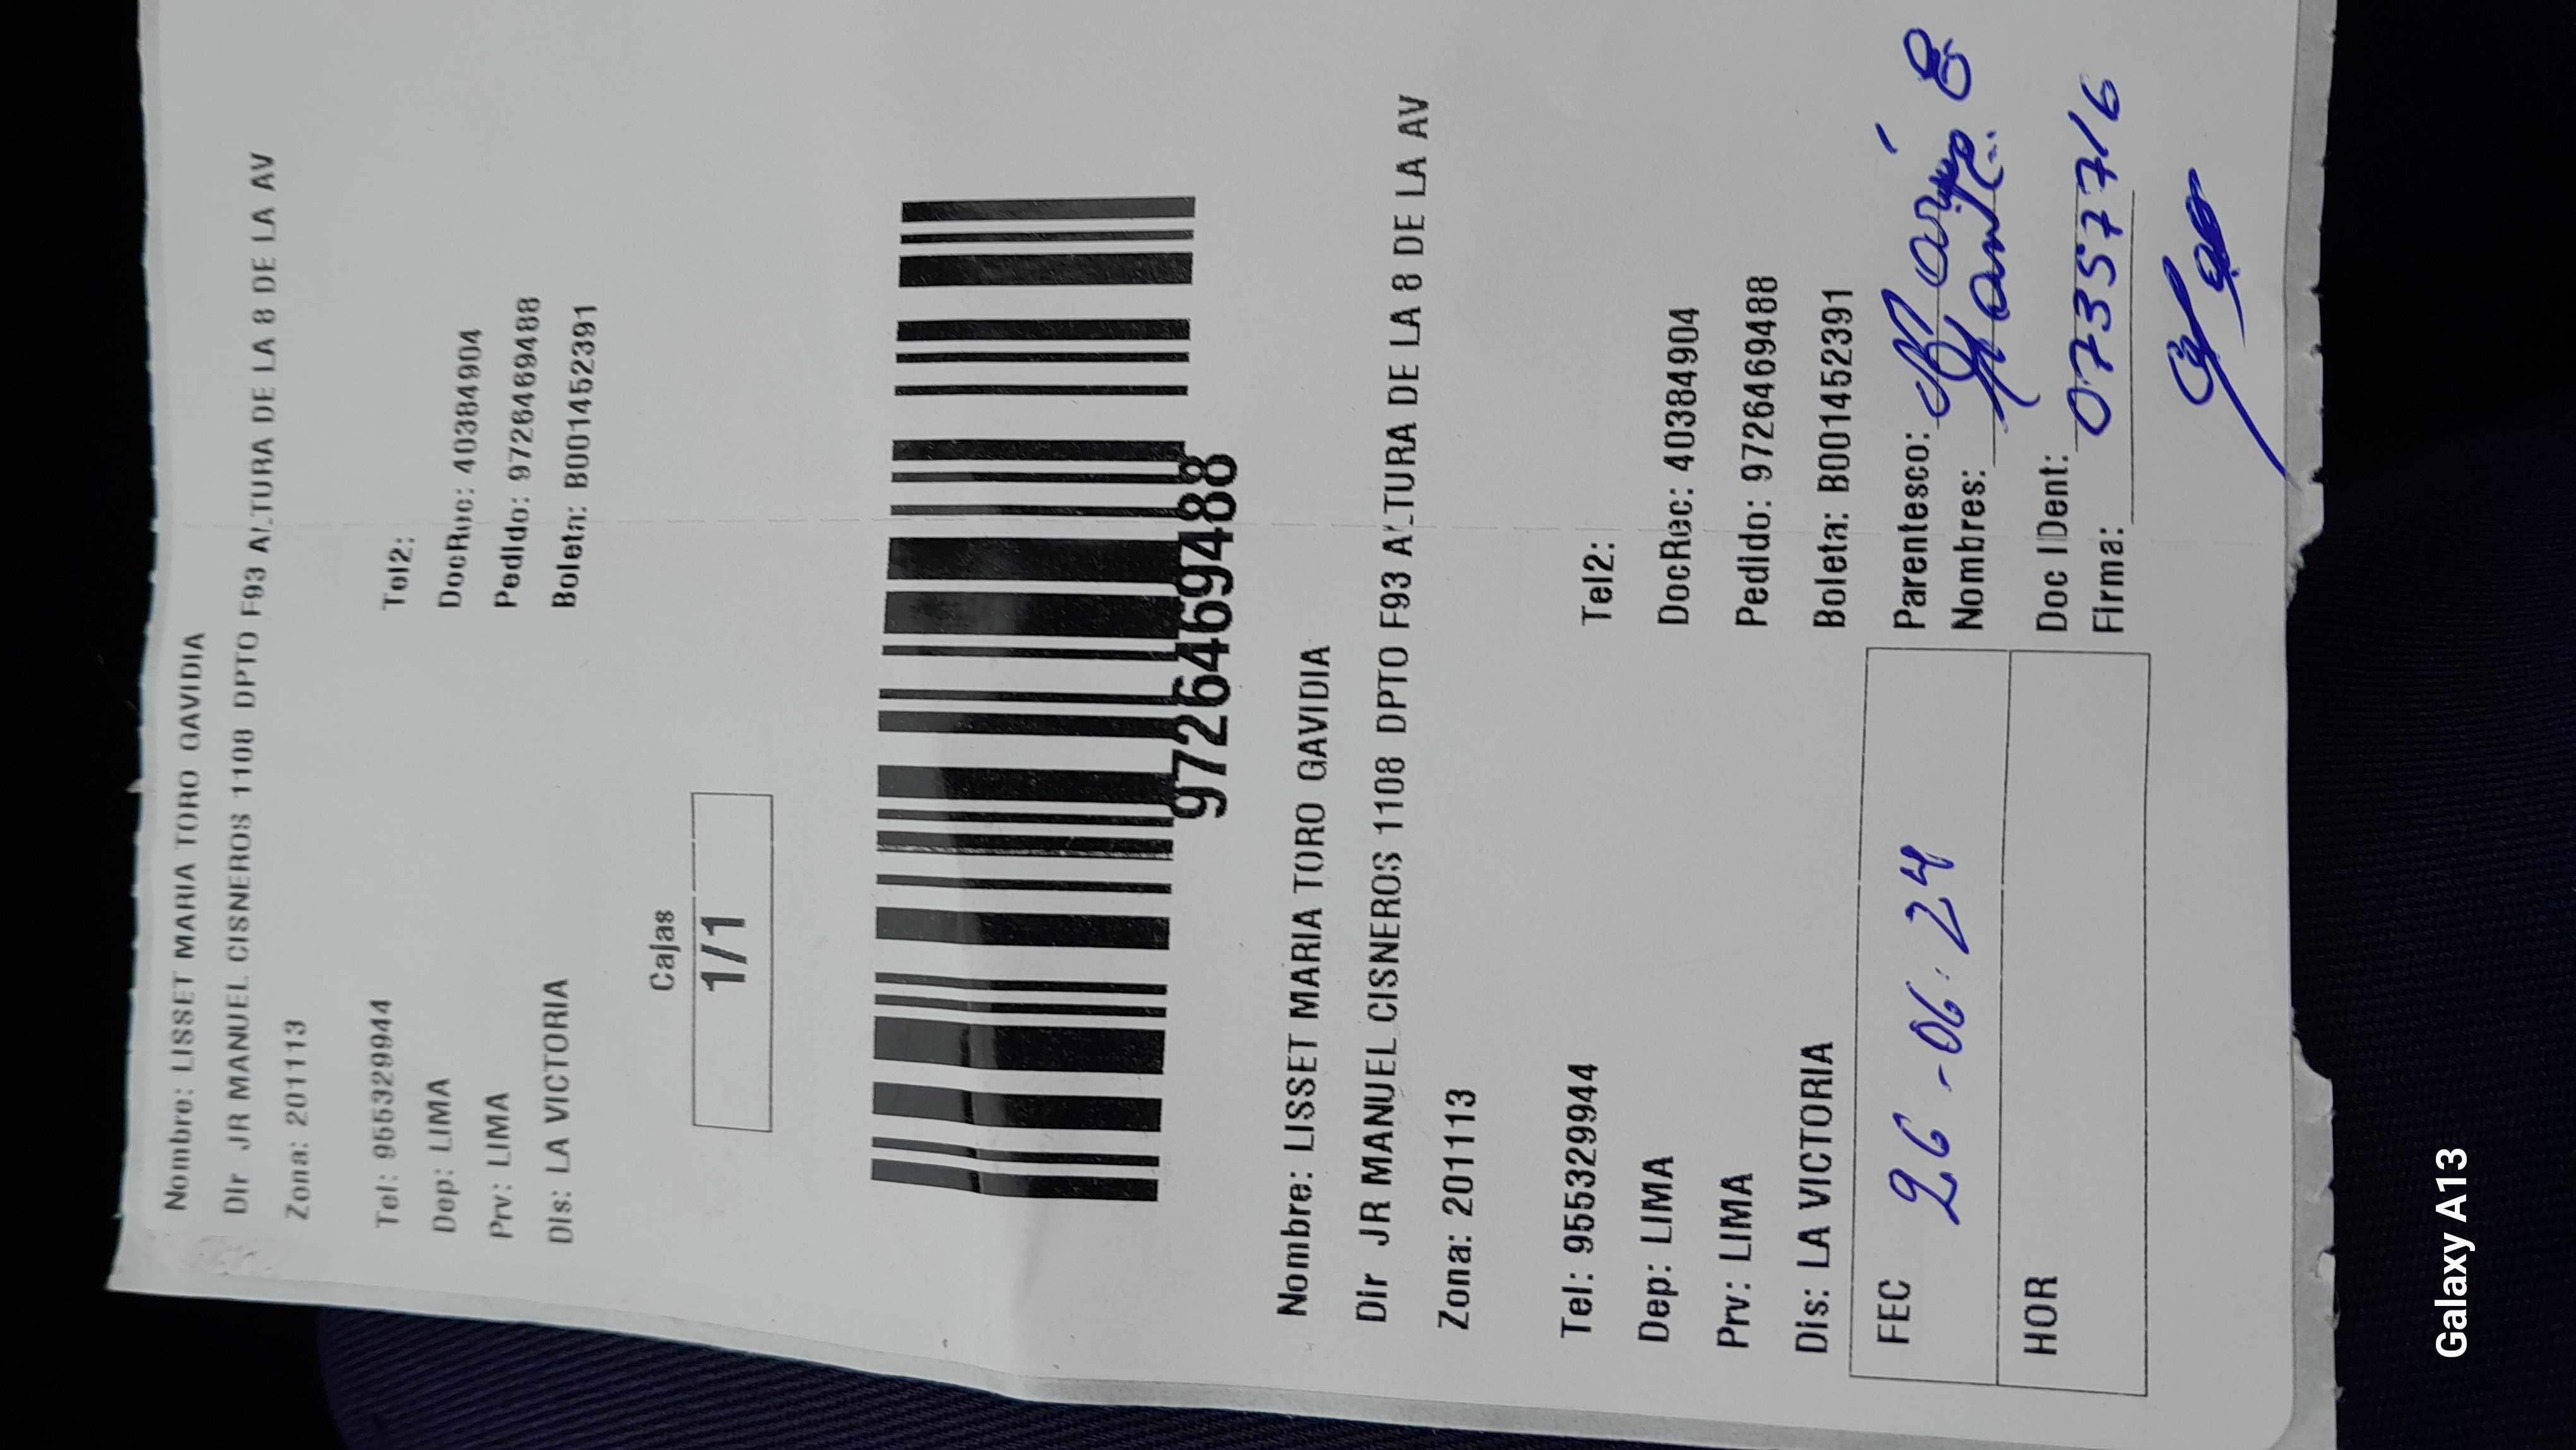 Nombre: LISSET MARIA TORO GAVIDIA
Dir JR MANUEL CISNEROS 1108 DPTO F93 ALTURA DE LA 8 DE LA AV
Zona: 201113
Tel: 955329944 Tel2:
Dep: LIMA DocRec: 40384904
Prv: LIMA Pedido: 9726469488
Dis: LA VICTORIA Boleta: B001452391
Cajas
1/1
9726469488
Nombre: LISSET MARIA TORO GAVIDIA
Dir JR MANUEL CISNEROS 1108 DPTO F93 ALTURA DE LA 8 DE LA AV
Zona: 201113
Tel: 955329944 Tel2:
Dep: LIMA DocRec: 40384904
Prv: LIMA Pedido: 9726469488
Dis: LA VICTORIA Boleta: B001452391
FEC 26-06-24 Parentesco:
Nombres:
HOR Doc IDent: 07357716
Firma:
Galaxy A13